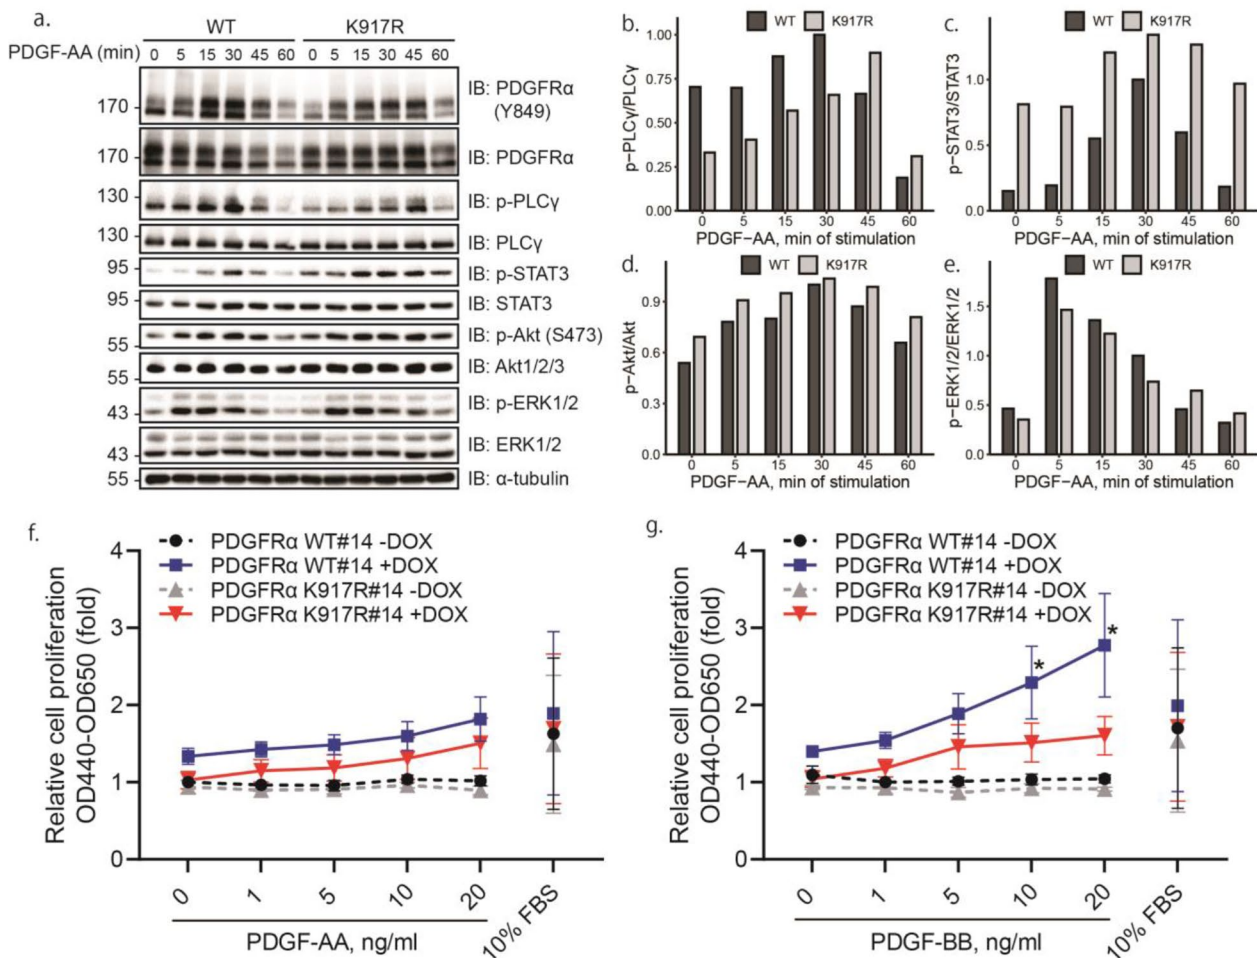 a.
WT K917R
PDGF-AA (min) 0 5 15 30 45 60 0 5 15 30 45 60
170 IB: PDGFRα
(Y849)
170 IB: PDGFRα
130 IB: p-PLCγ
130 IB: PLCγ
95 IB: p-STAT3
95 IB: STAT3
55 IB: p-Akt (S473)
55 IB: Akt1/2/3
43 IB: p-ERK1/2
43 IB: ERK1/2
55 IB: α-tubulin
b.
WT K917R
p−PLCγ/PLCγ
1.00
0.75
0.50
0.25
0.00
0 5 15 30 45 60
PDGF−AA, min of stimulation
c.
WT K917R
p−STAT3/STAT3
1.0
0.5
0.0
0 5 15 30 45 60
PDGF−AA, min of stimulation
d.
WT K917R
p−Akt/Akt
0.9
0.6
0.3
0.0
0 5 15 30 45 60
PDGF−AA, min of stimulation
e.
WT K917R
p−ERK1/2/ERK1/2
1.5
1.0
0.5
0.0
0 5 15 30 45 60
PDGF−AA, min of stimulation
f.
PDGFRα WT#14 -DOX
PDGFRα WT#14 +DOX
PDGFRα K917R#14 -DOX
PDGFRα K917R#14 +DOX
Relative cell proliferation
OD440-OD650 (fold)
4
3
2
1
0
0 1 5 10 20 10% FBS
PDGF-AA, ng/ml
g.
PDGFRα WT#14 -DOX
PDGFRα WT#14 +DOX
PDGFRα K917R#14 -DOX
PDGFRα K917R#14 +DOX
Relative cell proliferation
OD440-OD650 (fold)
4
3
2
1
0
* *
0 1 5 10 20 10% FBS
PDGF-BB, ng/ml